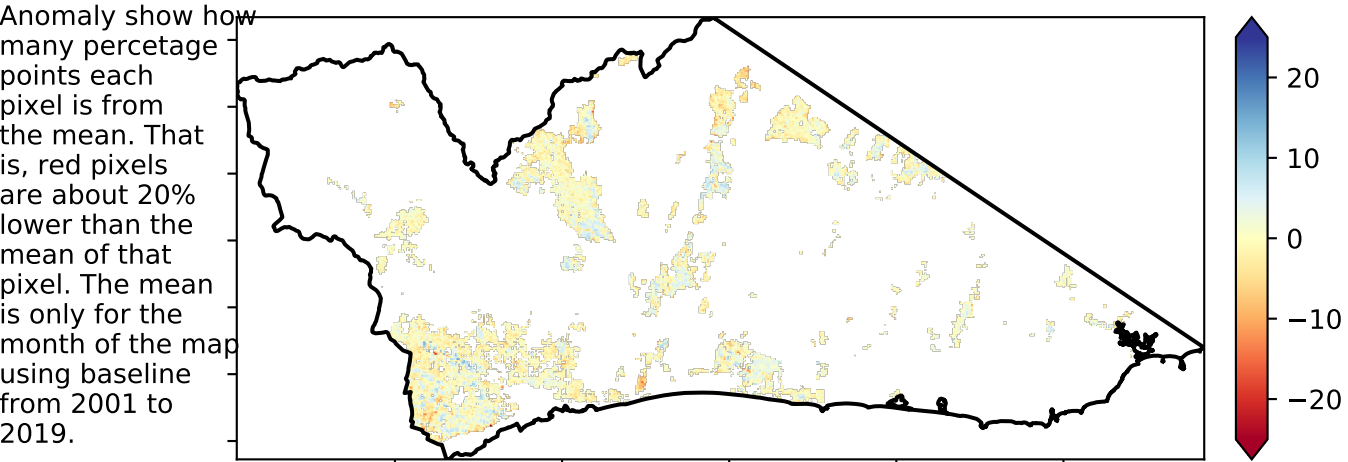 Anomaly show how
many percetage
points each
pixel is from
the mean. That
is, red pixels
are about 20%
lower than the
mean of that
pixel. The mean
is only for the
month of the map
using baseline
from 2001 to
2019.
20
10
0
−10
−20